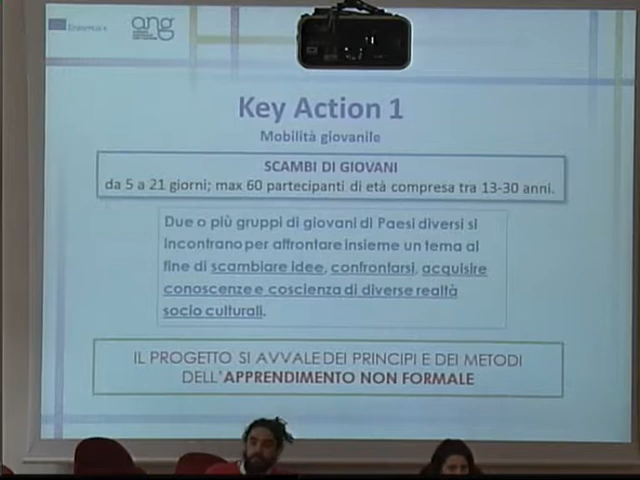 Erasmus+
ang
Key Action 1
Mobilità giovanile
SCAMBI DI GIOVANI
da 5 a 21 giorni; max 60 partecipanti di età compresa tra 13-30 anni.
Due o più gruppi di giovani di Paesi diversi si
incontrano per affrontare insieme un tema al
fine di scambiare idee, confrontarsi, acquisire
conoscenze e coscienza di diverse realtà
socio culturali.
IL PROGETTO SI AVVALE DEI PRINCIPI E DEI METODI
DELL'APPRENDIMENTO NON FORMALE